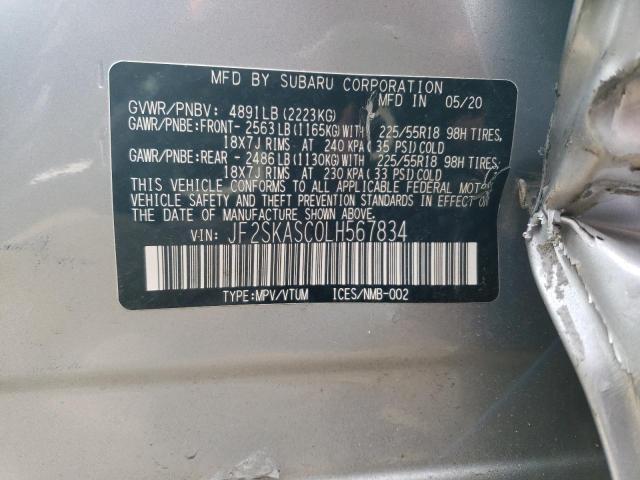 MFD BY SUBARU CORPORATION
GVWR/PNBV: 4891LB (2223KG) MFD IN 05/20
GAWR/PNBE:FRONT- 2563LB (1165KG) WITH 225/55R18 98H TIRES,
18X7J RIMS AT 240 KPA (35 PSI) COLD
GAWR/PNBE:REAR - 2486LB (1130KG) WITH 225/55R18 98H TIRES,
18X7J RIMS AT 230 KPA (33 PSI) COLD
THIS VEHICLE CONFORMS TO ALL APPLICABLE FEDERAL MOTOR
VEHICLE SAFETY AND THEFT PREVENTION STANDARDS IN EFFECT ON
THE DATE OF MANUFACTURE SHOWN ABOVE.
VIN: JF2SKASC0LH567834
TYPE:MPV/VTUM ICES/NMB-002